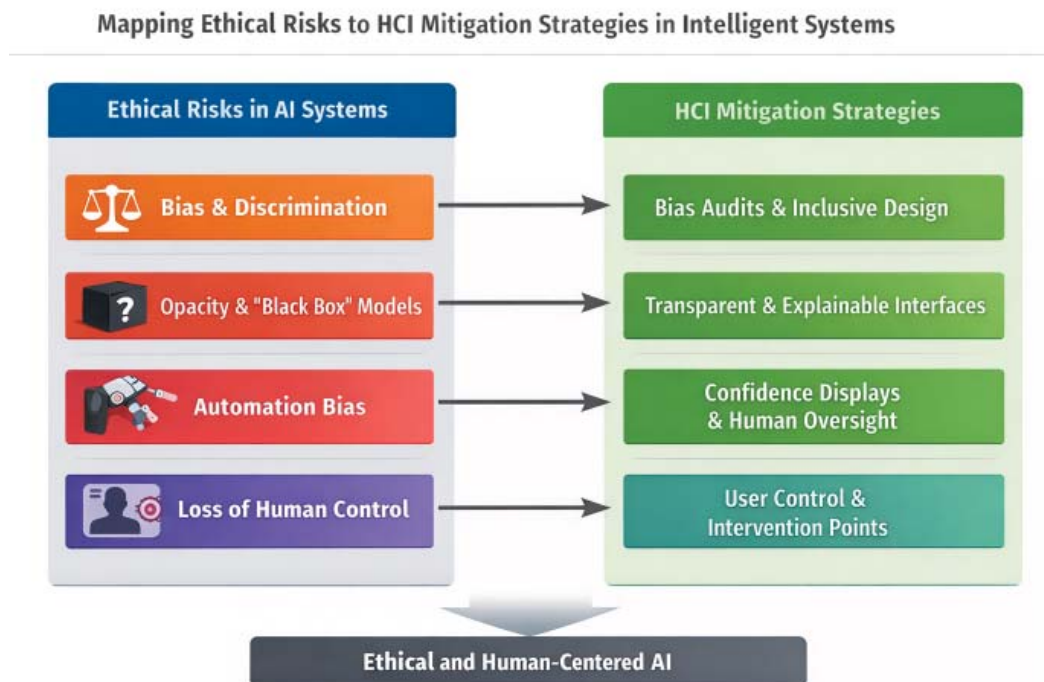 Mapping Ethical Risks to HCI Mitigation Strategies in Intelligent Systems
Ethical Risks in AI Systems
Bias & Discrimination
?
Opacity & "Black Box" Models
Automation Bias
Loss of Human Control
HCI Mitigation Strategies
Bias Audits & Inclusive Design
Transparent & Explainable Interfaces
Confidence Displays
& Human Oversight
User Control &
Intervention Points
Ethical and Human-Centered AI